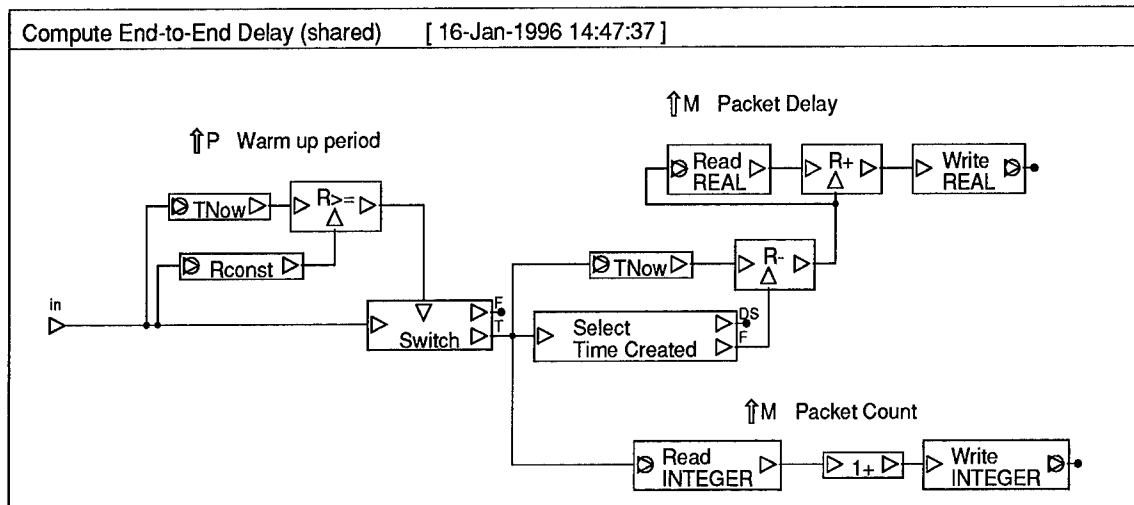 Compute End-to-End Delay (shared) [ 16-Jan-1996 14:47:37 ]
⇑M Packet Delay
⇑P Warm up period
Read
REAL
R+
Write
REAL
TNow
R>=
Rconst
TNow
R-
in
F
T
Switch
Select
Time Created
DS
F
⇑M Packet Count
Read
INTEGER
1+
Write
INTEGER